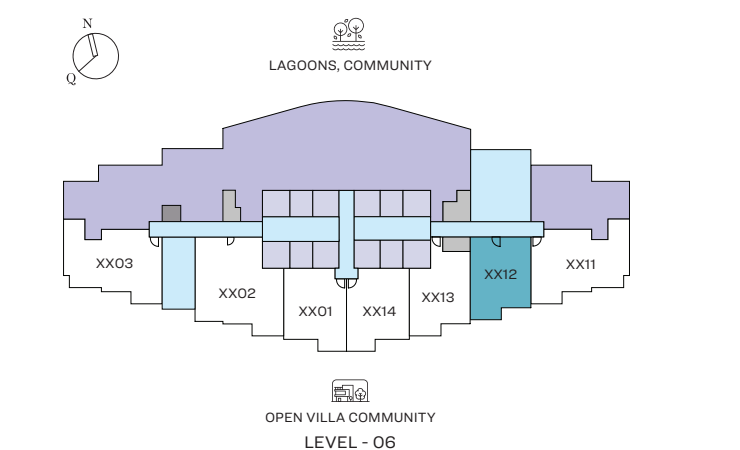 N
Q
LAGOONS, COMMUNITY
XX03
XX02
XX01
XX14
XX13
XX12
XX11
OPEN VILLA COMMUNITY
LEVEL - 06